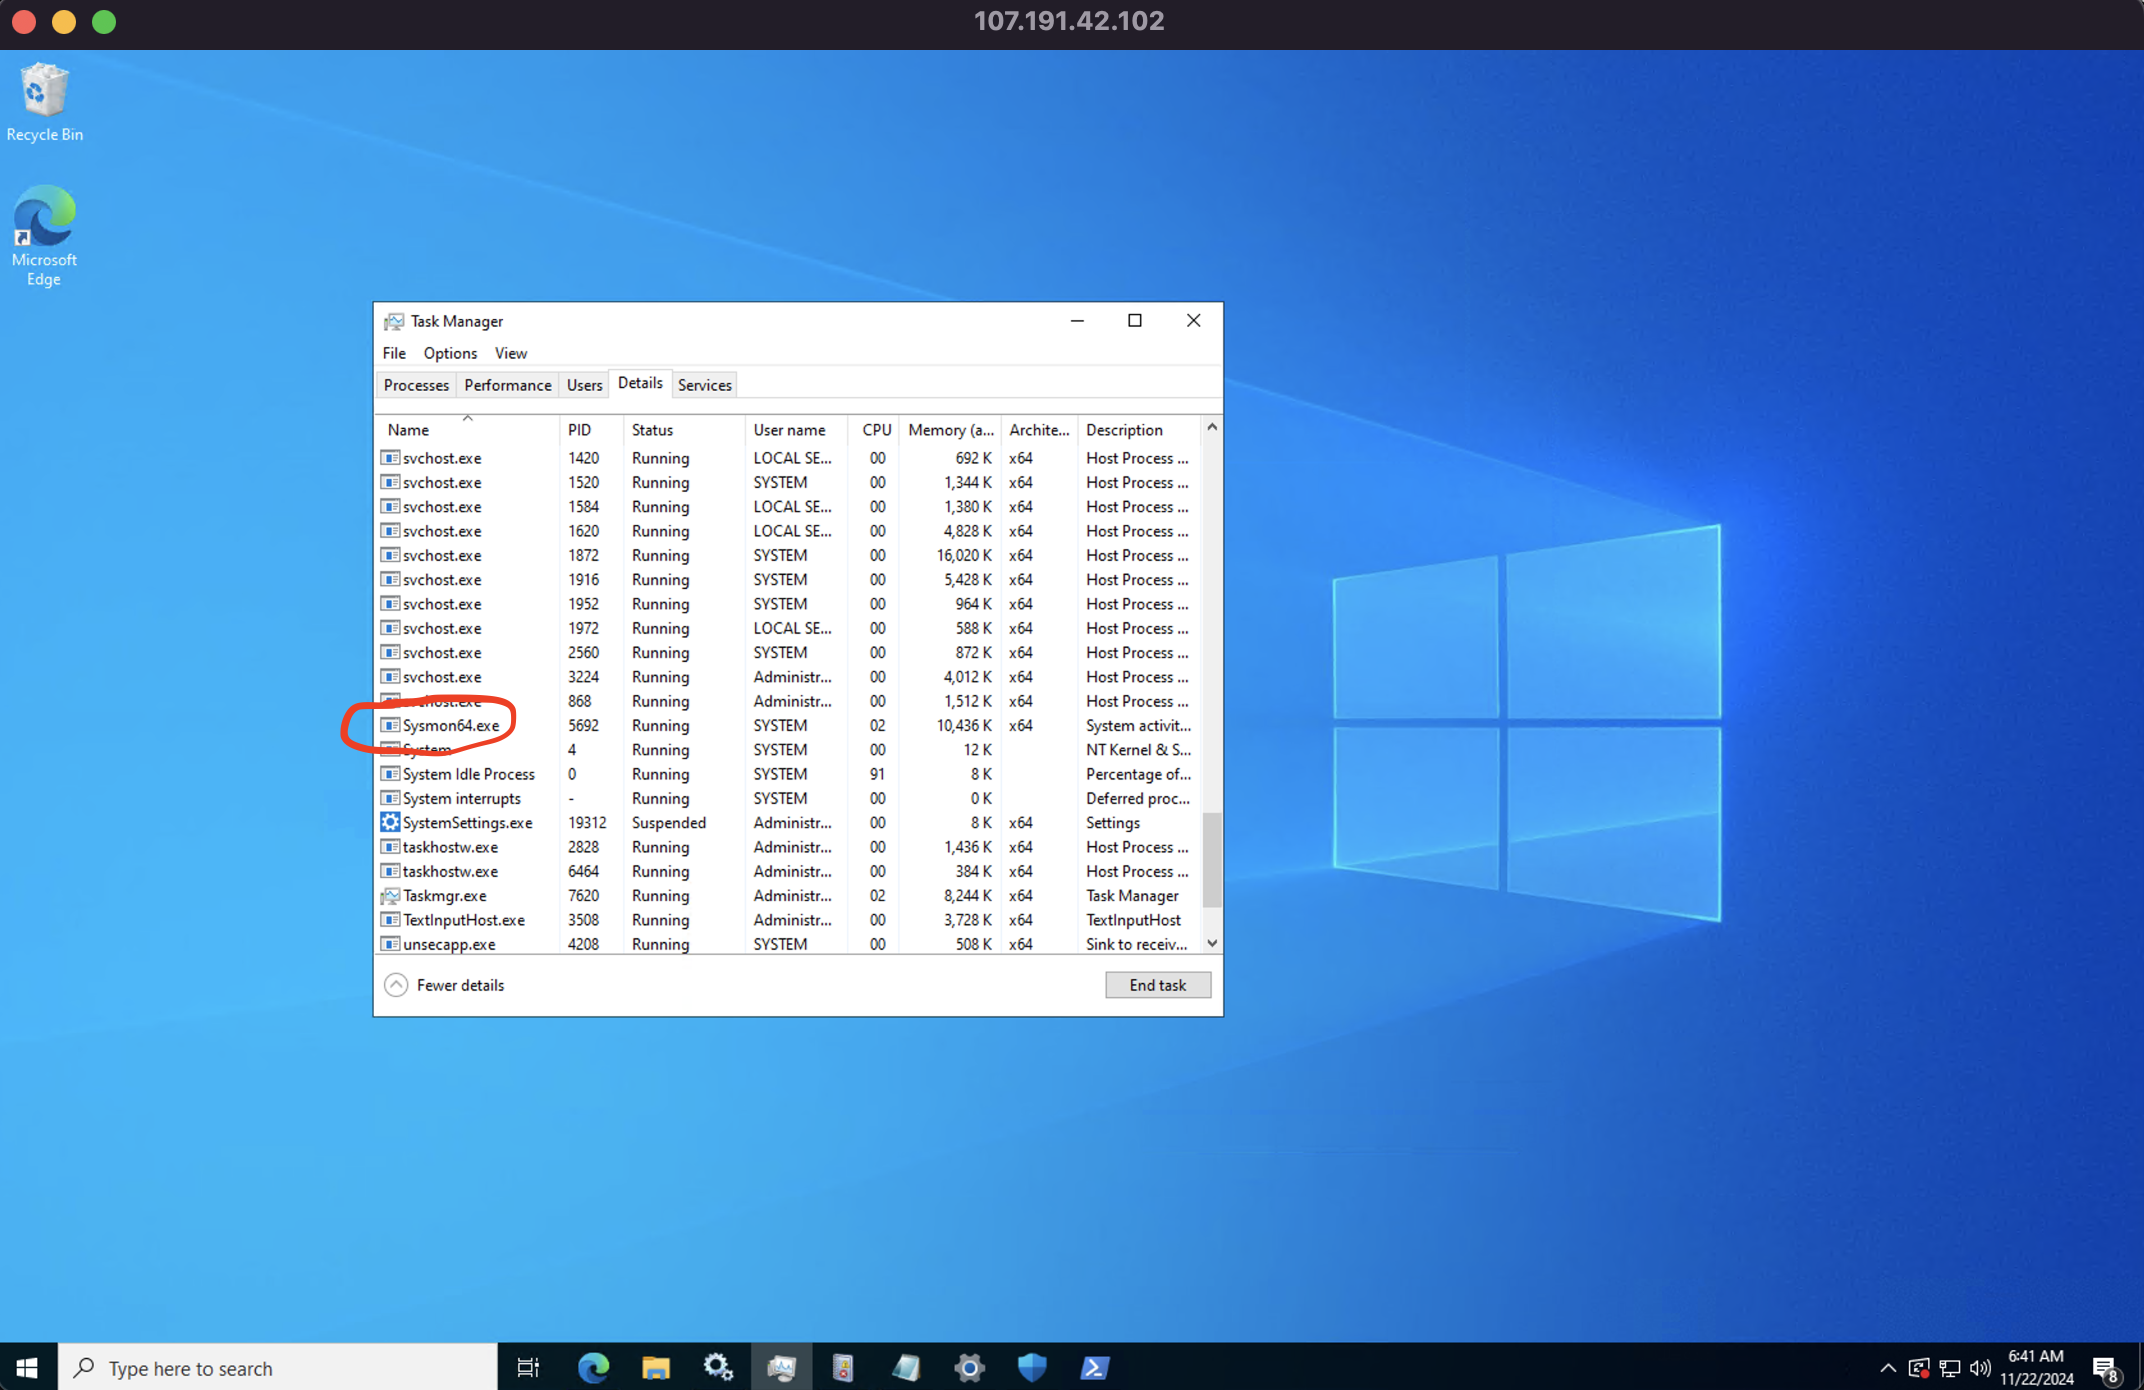 107.191.42.102
Recycle Bin
Microsoft
Edge
Task Manager
File Options View
Processes Performance Users Details Services
Name PID Status User name CPU Memory (a... Archite... Description
svchost.exe 1420 Running LOCAL SE... 00 692 K x64 Host Process ...
svchost.exe 1520 Running SYSTEM 00 1,344 K x64 Host Process ...
svchost.exe 1584 Running LOCAL SE... 00 1,380 K x64 Host Process ...
svchost.exe 1620 Running LOCAL SE... 00 4,828 K x64 Host Process ...
svchost.exe 1872 Running SYSTEM 00 16,020 K x64 Host Process ...
svchost.exe 1916 Running SYSTEM 00 5,428 K x64 Host Process ...
svchost.exe 1952 Running SYSTEM 00 964 K x64 Host Process ...
svchost.exe 1972 Running LOCAL SE... 00 588 K x64 Host Process ...
svchost.exe 2560 Running SYSTEM 00 872 K x64 Host Process ...
svchost.exe 3224 Running Administr... 00 4,012 K x64 Host Process ...
svchost.exe 868 Running Administr... 00 1,512 K x64 Host Process ...
Sysmon64.exe 5692 Running SYSTEM 02 10,436 K x64 System activit...
System 4 Running SYSTEM 00 12 K NT Kernel & S...
System Idle Process 0 Running SYSTEM 91 8 K Percentage of...
System interrupts - Running SYSTEM 00 0 K Deferred proc...
SystemSettings.exe 19312 Suspended Administr... 00 8 K x64 Settings
taskhostw.exe 2828 Running Administr... 00 1,436 K x64 Host Process ...
taskhostw.exe 6464 Running Administr... 00 384 K x64 Host Process ...
Taskmgr.exe 7620 Running Administr... 02 8,244 K x64 Task Manager
TextInputHost.exe 3508 Running Administr... 00 3,728 K x64 TextInputHost
unsecapp.exe 4208 Running SYSTEM 00 508 K x64 Sink to receiv...
Fewer details End task
Type here to search
6:41 AM
11/22/2024
8